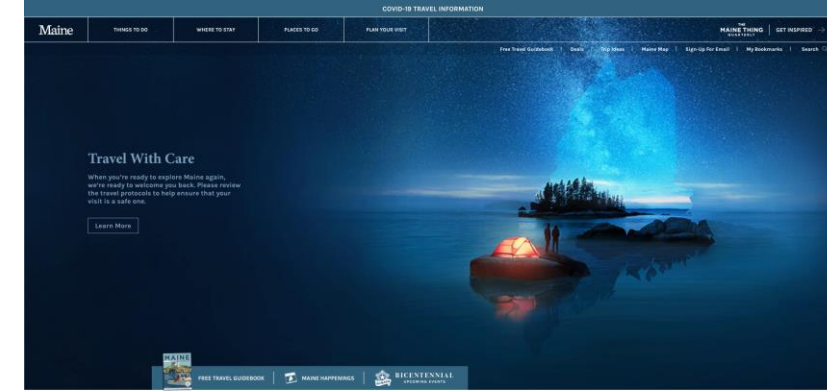 COVID-19 TRAVEL INFORMATION
Maine
THINGS TO DO
WHERE TO STAY
PLACES TO GO
PLAN YOUR VISIT
THE
MAINE THING
QUARTERLY
GET INSPIRED
Free Travel Guidebook | Deals | Trip Ideas | Maine Map | Sign-Up For Email | My Bookmarks | Search
Travel With Care
When you're ready to explore Maine again,
we're ready to welcome you back. Please review
the travel protocols to help ensure that your
visit is a safe one.
Learn More
MAINE
FREE TRAVEL GUIDEBOOK
MAINE HAPPENINGS
BICENTENNIAL
UPCOMING EVENTS